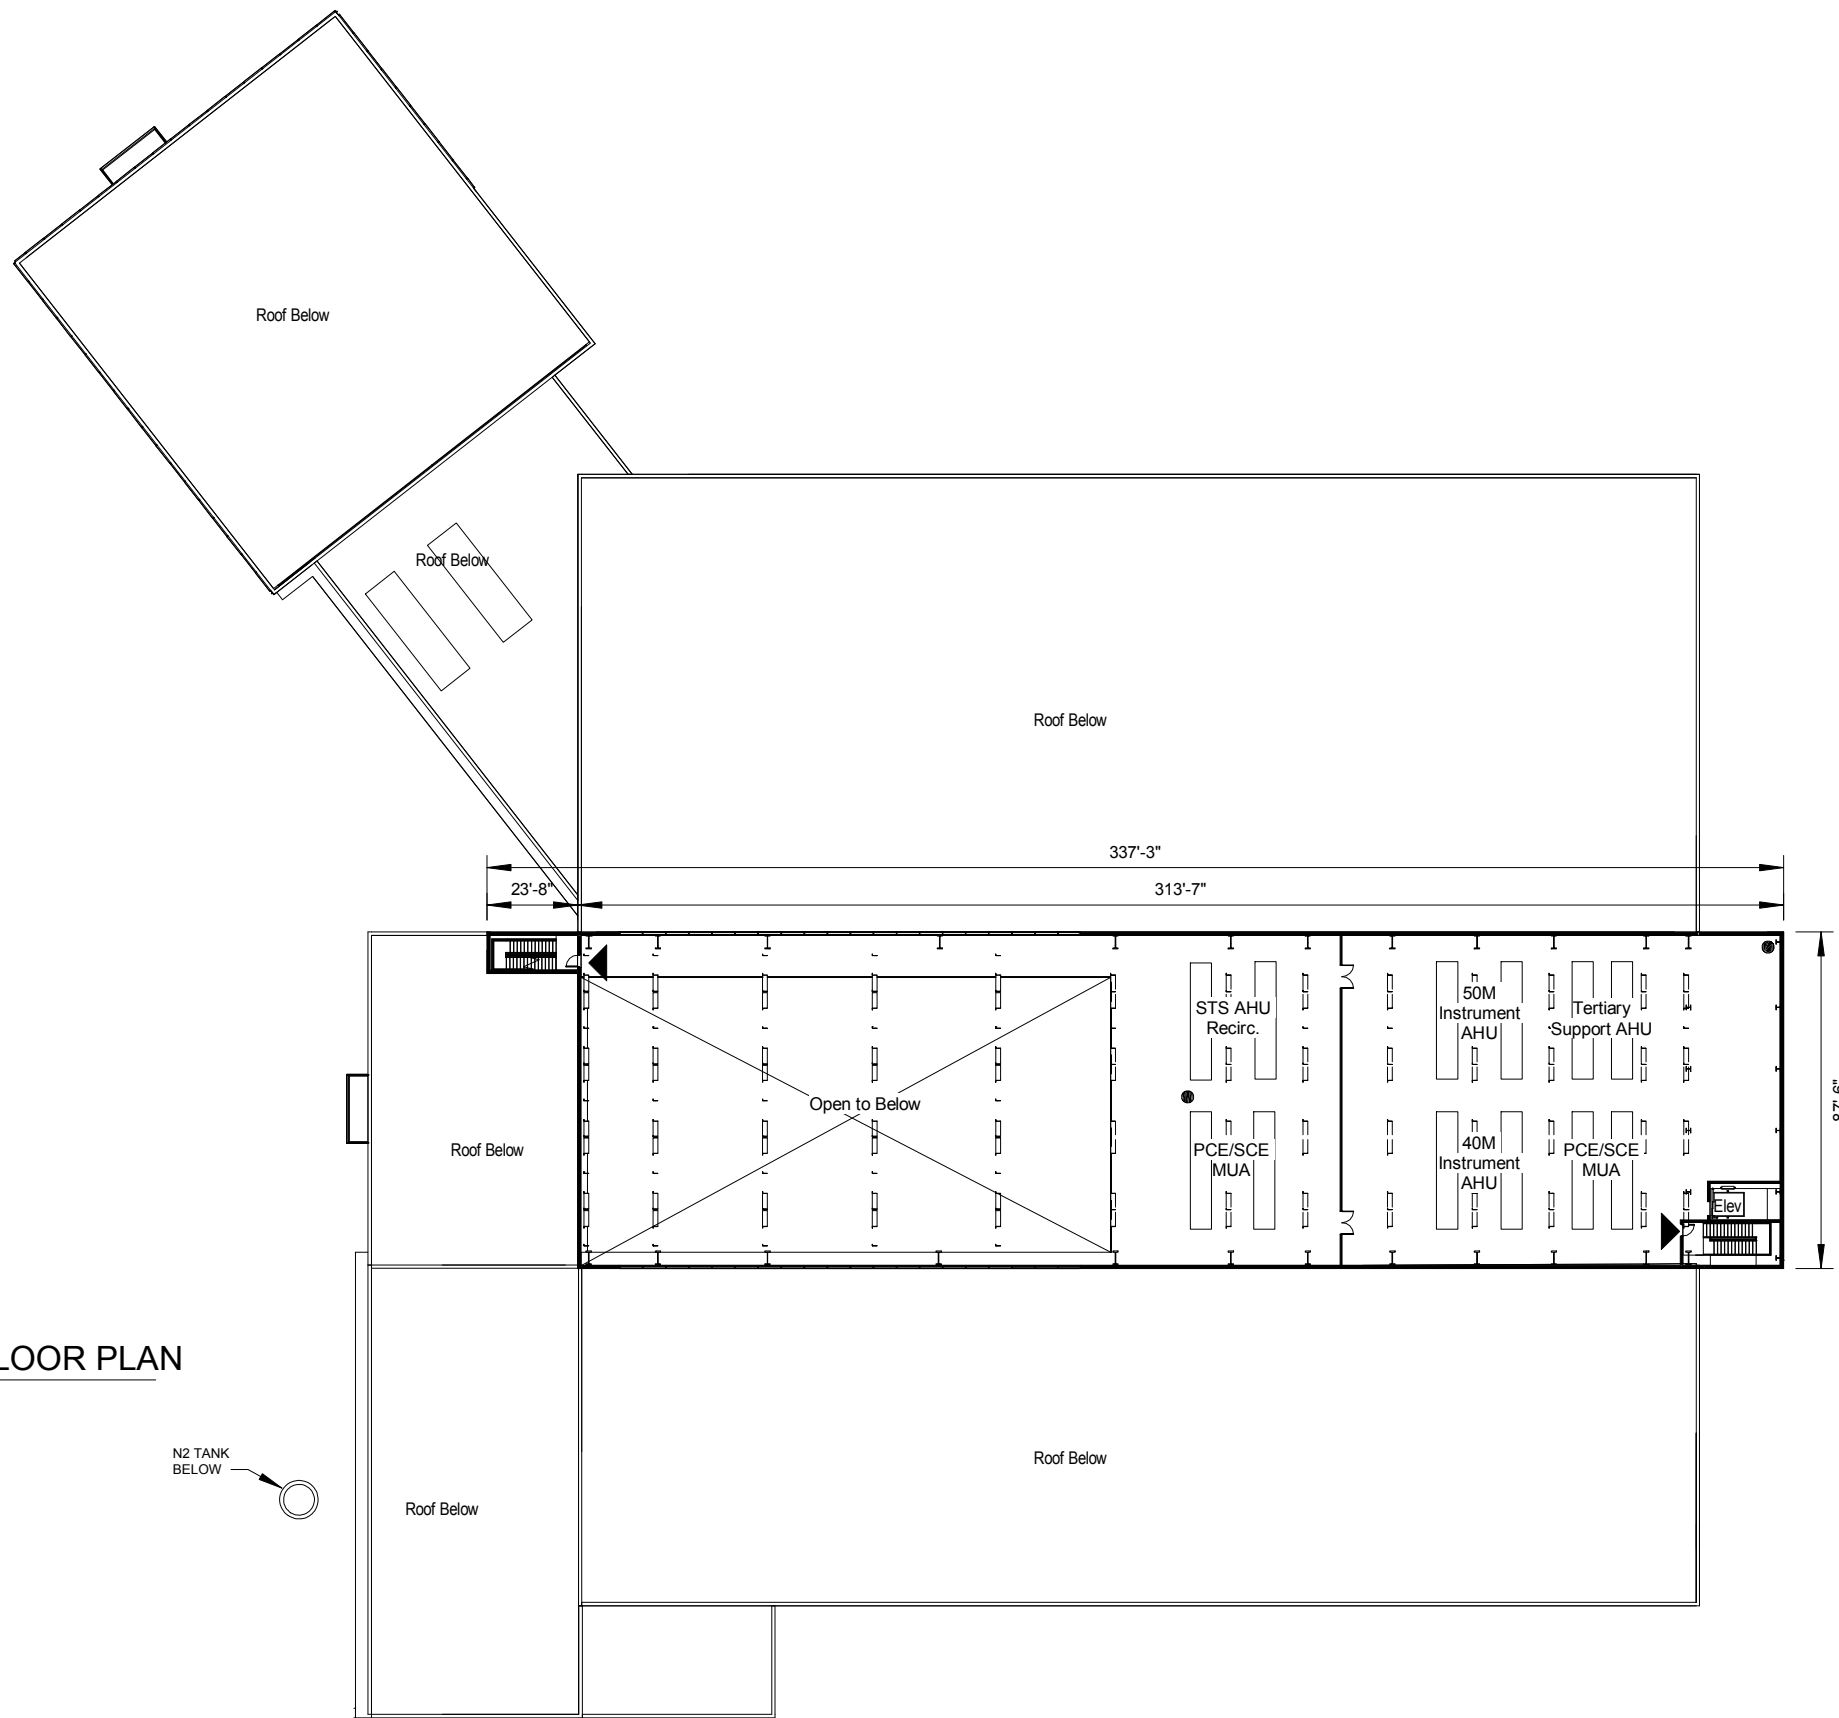 Roof Below
Roof Below
Roof Below
337'-3"
23'-8"
313'-7"
STS AHU
Recirc.
50M
Instrument
AHU
Tertiary
Support AHU
Open to Below
87'-6"
Roof Below
PCE/SCE
MUA
40M
Instrument
AHU
PCE/SCE
MUA
Elev
LOOR PLAN
N2 TANK
BELOW
Roof Below
Roof Below